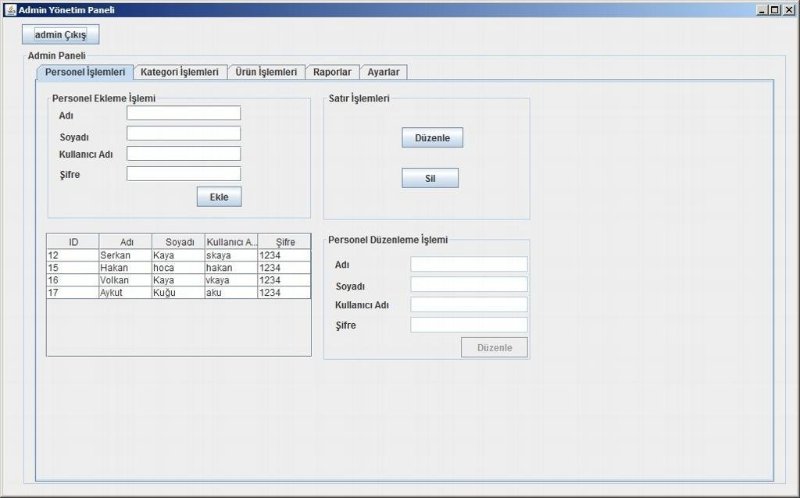 Admin Yönetim Paneli
admin Çıkış
Admin Paneli
Personel İşlemleri Kategori İşlemleri Ürün İşlemleri Raporlar Ayarlar
Personel Ekleme İşlemi
Adı
Soyadı
Kullanıcı Adı
Şifre
Ekle
Satır İşlemleri
Düzenle
Sil
ID Adı Soyadı Kullanıcı A... Şifre
12 Serkan Kaya skaya 1234
15 Hakan hoca hakan 1234
16 Volkan Kaya vkaya 1234
17 Aykut Kuğu aku 1234
Personel Düzenleme İşlemi
Adı
Soyadı
Kullanıcı Adı
Şifre
Düzenle